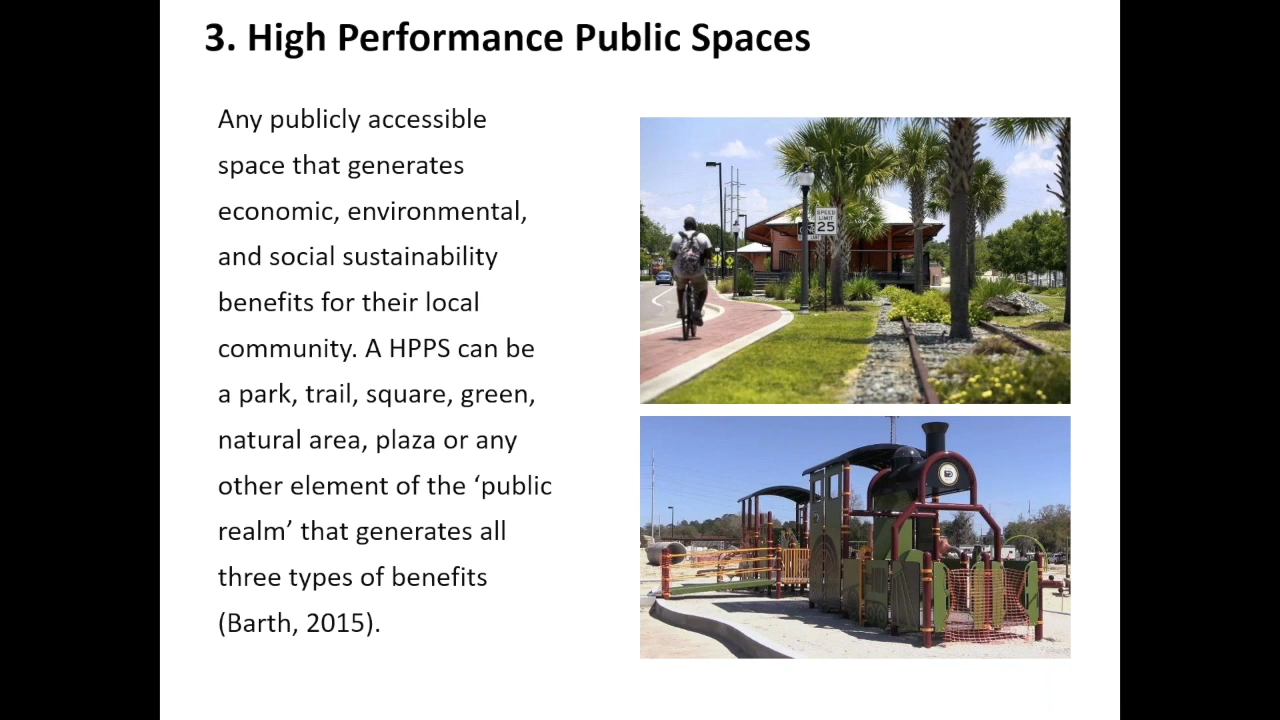 3. High Performance Public Spaces
Any publicly accessible
space that generates
economic, environmental,
and social sustainability
benefits for their local
community. A HPPS can be
a park, trail, square, green,
natural area, plaza or any
other element of the ‘public
realm’ that generates all
three types of benefits
(Barth, 2015).
SPEED
LIMIT
25